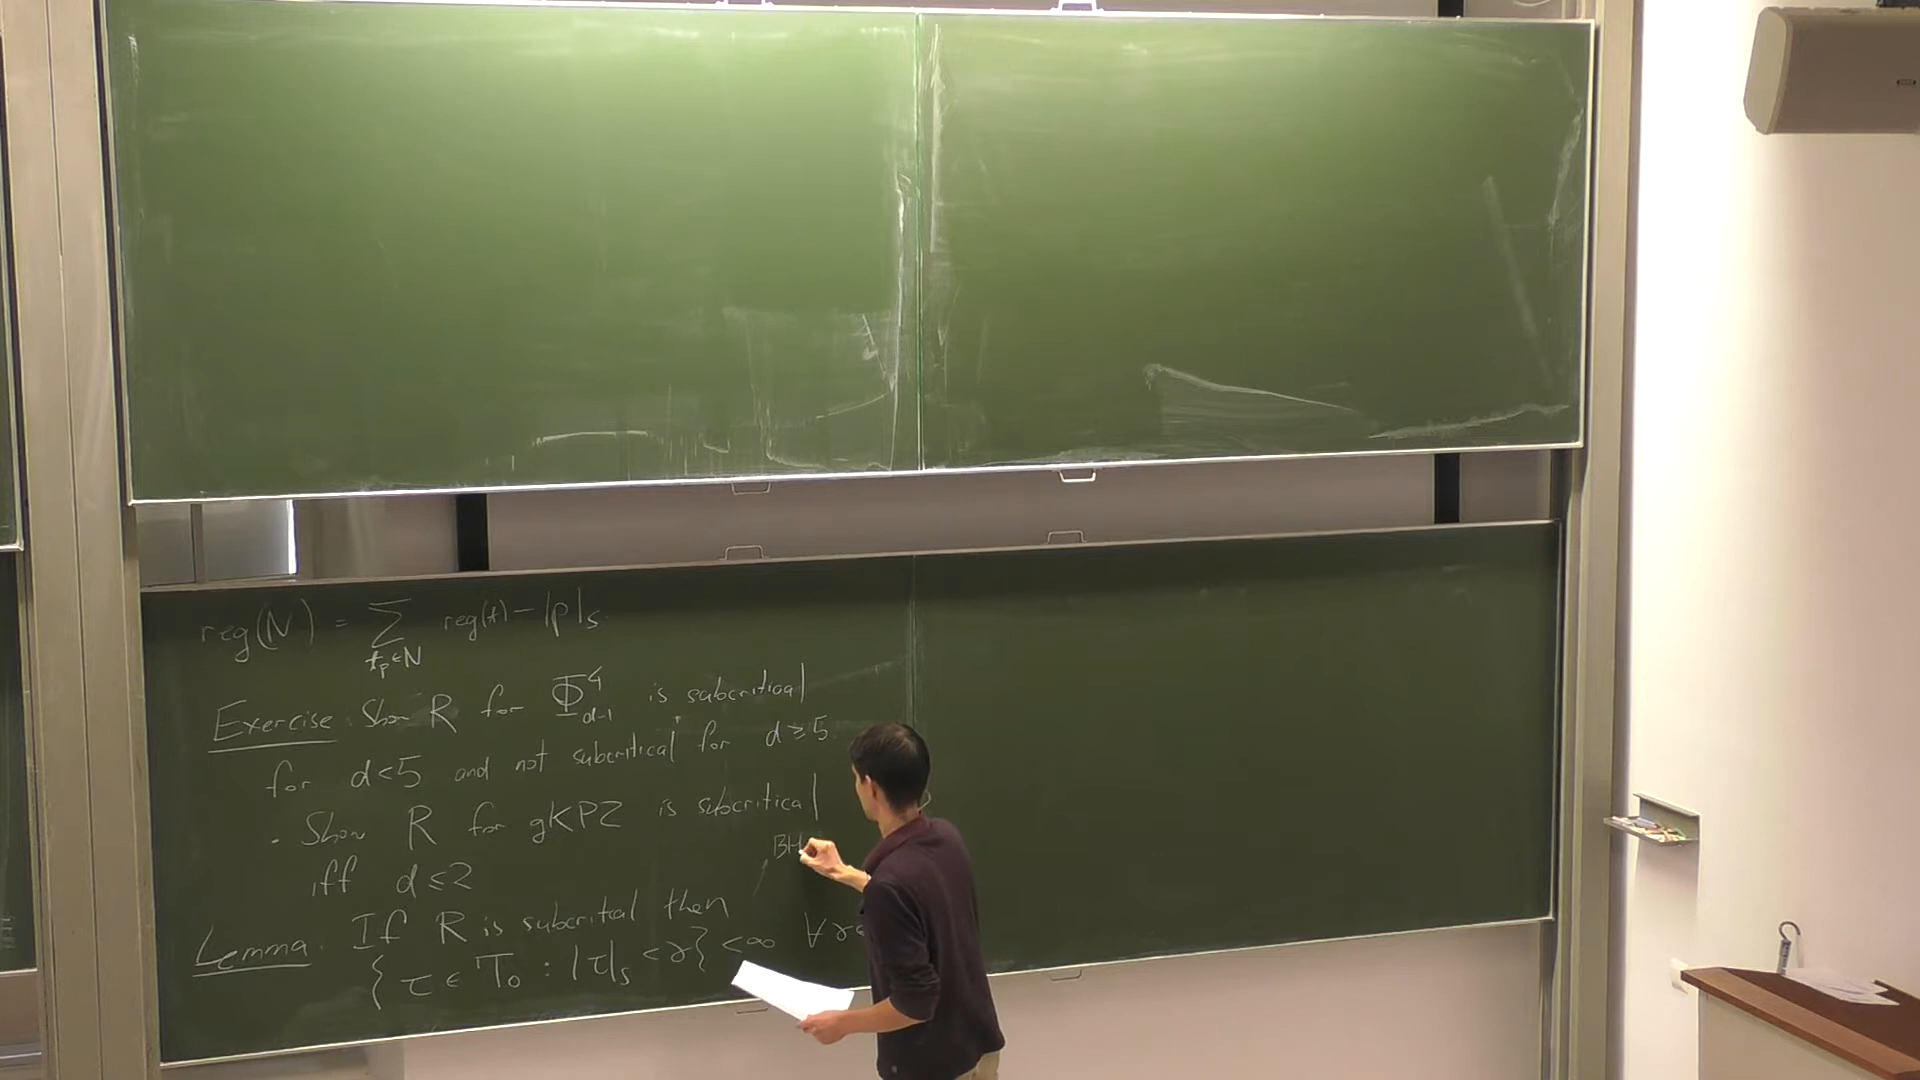 reg(N) = ∑_{t_p ∈ N} reg(t) - |p|_s
Exercise. Show R for Φ^4_{d-1} is subcritical
for d<5 and not subcritical for d≥5
· Show R for gKPZ is subcritical
iff d≤2
BH
Lemma. If R is subcritical then
{ τ ∈ T_0 : |τ|_s < γ } < ∞ ∀ γ ∈